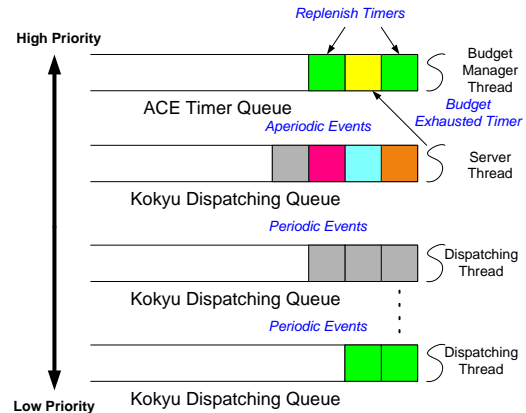 Replenish Timers
High Priority
Budget
Manager
Thread
ACE Timer Queue
Budget
Exhausted Timer
Aperiodic Events
Server
Thread
Kokyu Dispatching Queue
Periodic Events
Dispatching
Thread
Kokyu Dispatching Queue
Periodic Events
Dispatching
Thread
Kokyu Dispatching Queue
Low Priority